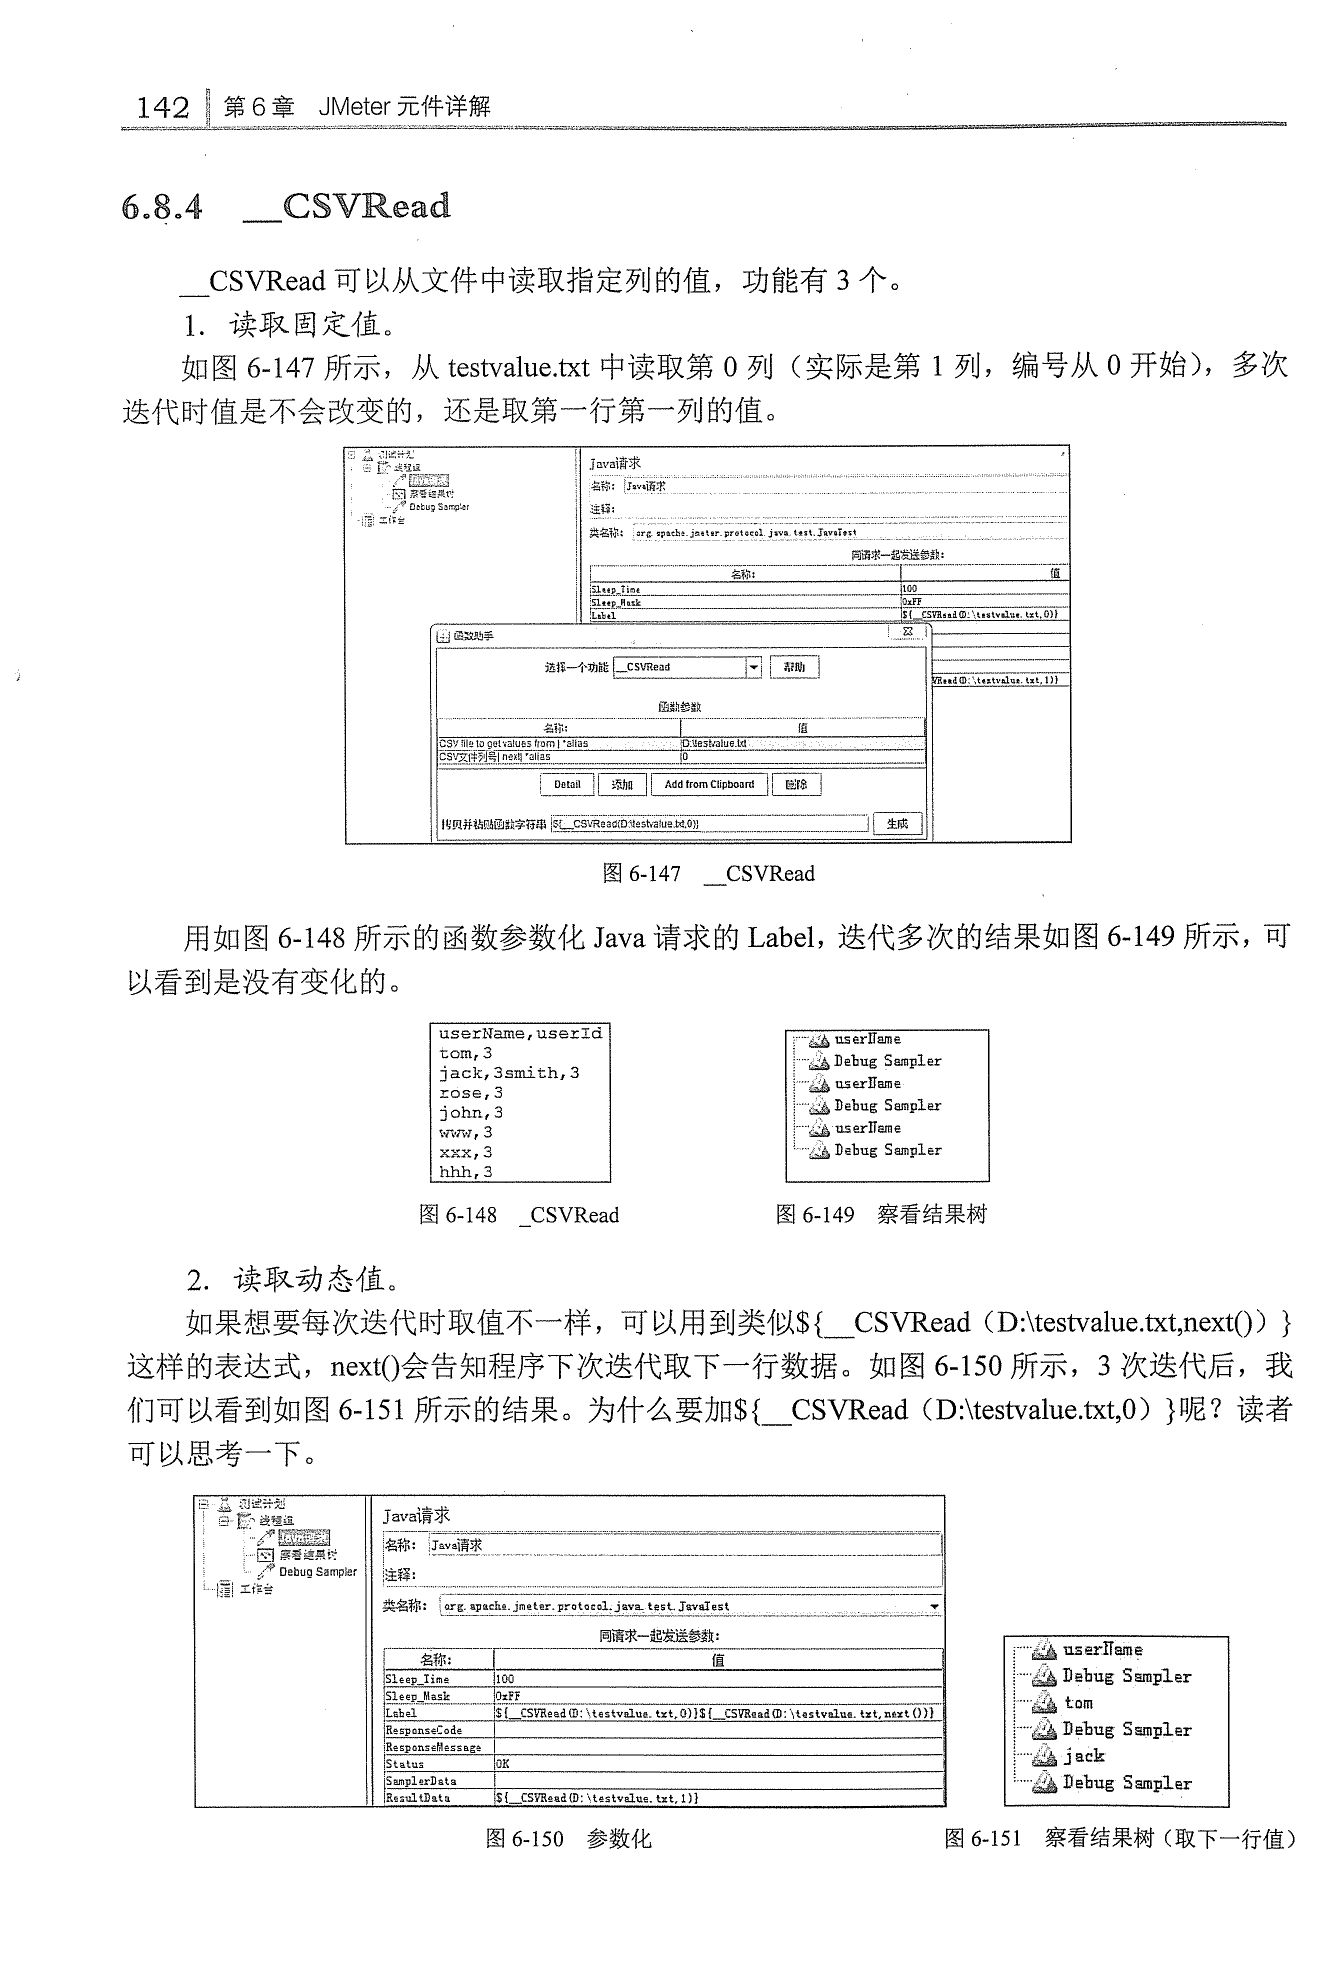 142 第6章 JMeter 元件详解
6.8.4 __CSVRead
__CSVRead 可以从文件中读取指定列的值，功能有 3 个。
1. 读取固定值。
如图 6-147 所示，从 testvalue.txt 中读取第 0 列（实际是第 1 列，编号从 0 开始），多次
迭代时值是不会改变的，还是取第一行第一列的值。
测试计划
线程组
Java请求
察看结果树
Debug Sampler
工作台
Java请求
名称： Java请求
注释：
类名称： org.apache.jmeter.protocol.java.test.JavaTest
同请求一起发送参数：
名称： 值
Sleep_Time 100
Sleep_Mask 0xFF
Label ${__CSVRead(D:\testvalue.txt,0)}
VRead(D:\testvalue.txt,1)}
函数助手
选择一个功能 __CSVRead 帮助
函数参数
名称： 值
CSV file to get values from | *alias D:\testvalue.txt
CSV文件列号| next| *alias 0
Detail 添加 Add from Clipboard 删除
拷贝并粘贴函数字符串 ${__CSVRead(D:\testvalue.txt,0)} 生成
图 6-147 __CSVRead
用如图 6-148 所示的函数参数化 Java 请求的 Label，迭代多次的结果如图 6-149 所示，可
以看到是没有变化的。
userName,userId
tom,3
jack,3smith,3
rose,3
john,3
www,3
xxx,3
hhh,3
userName
Debug Sampler
userName
Debug Sampler
userName
Debug Sampler
图 6-148 _CSVRead
图 6-149 察看结果树
2. 读取动态值。
如果想要每次迭代时取值不一样，可以用到类似${__CSVRead（D:\testvalue.txt,next()）}
这样的表达式，next()会告知程序下次迭代取下一行数据。如图 6-150 所示，3 次迭代后，我
们可以看到如图 6-151 所示的结果。为什么要加${__CSVRead（D:\testvalue.txt,0）}呢？读者
可以思考一下。
测试计划
线程组
Java请求
察看结果树
Debug Sampler
工作台
Java请求
名称： Java请求
注释：
类名称： org.apache.jmeter.protocol.java.test.JavaTest
同请求一起发送参数：
名称： 值
Sleep_Time 100
Sleep_Mask 0xFF
Label ${__CSVRead(D:\testvalue.txt,0)}${__CSVRead(D:\testvalue.txt,next())}
ResponseCode
ResponseMessage
Status OK
SamplerData
ResultData ${__CSVRead(D:\testvalue.txt,1)}
userName
Debug Sampler
tom
Debug Sampler
jack
Debug Sampler
图 6-150 参数化
图 6-151 察看结果树（取下一行值）